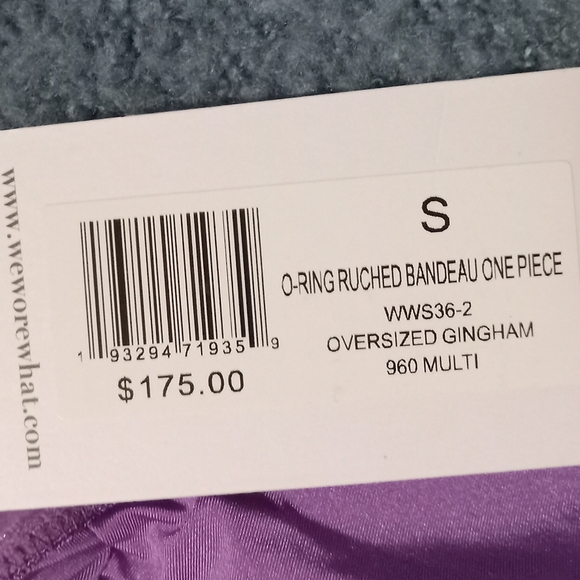 www.weworewhat.com
S
O-RING RUCHED BANDEAU ONE PIECE
WWS36-2
OVERSIZED GINGHAM
960 MULTI
1 93294 71935 9
$175.00